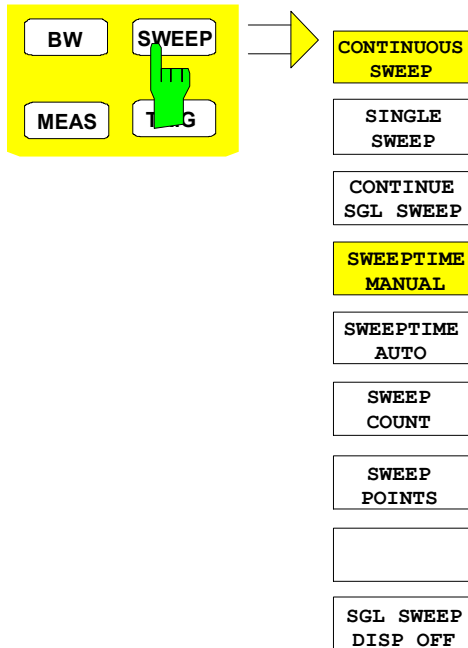 BW
SWEEP
MEAS
CONTINUOUS
SWEEP
SINGLE
SWEEP
CONTINUE
SGL SWEEP
SWEEPTIME
MANUAL
SWEEPTIME
AUTO
SWEEP
COUNT
SWEEP
POINTS
SGL SWEEP
DISP OFF